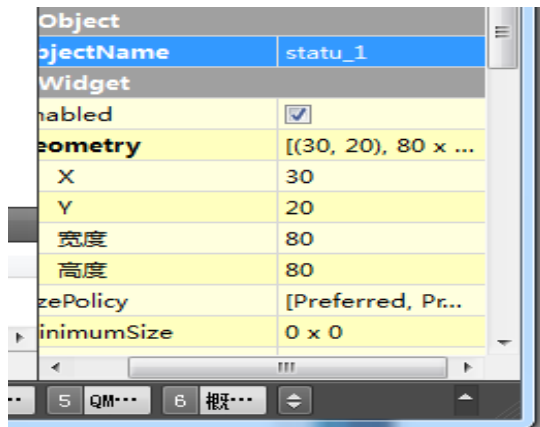 Object
bjectName statu_1
Widget
nabled
eometry [(30, 20), 80 x ...
X 30
Y 20
宽度 80
高度 80
zePolicy [Preferred, Pr...
inimumSize 0 x 0
5 QM··· 6 概···